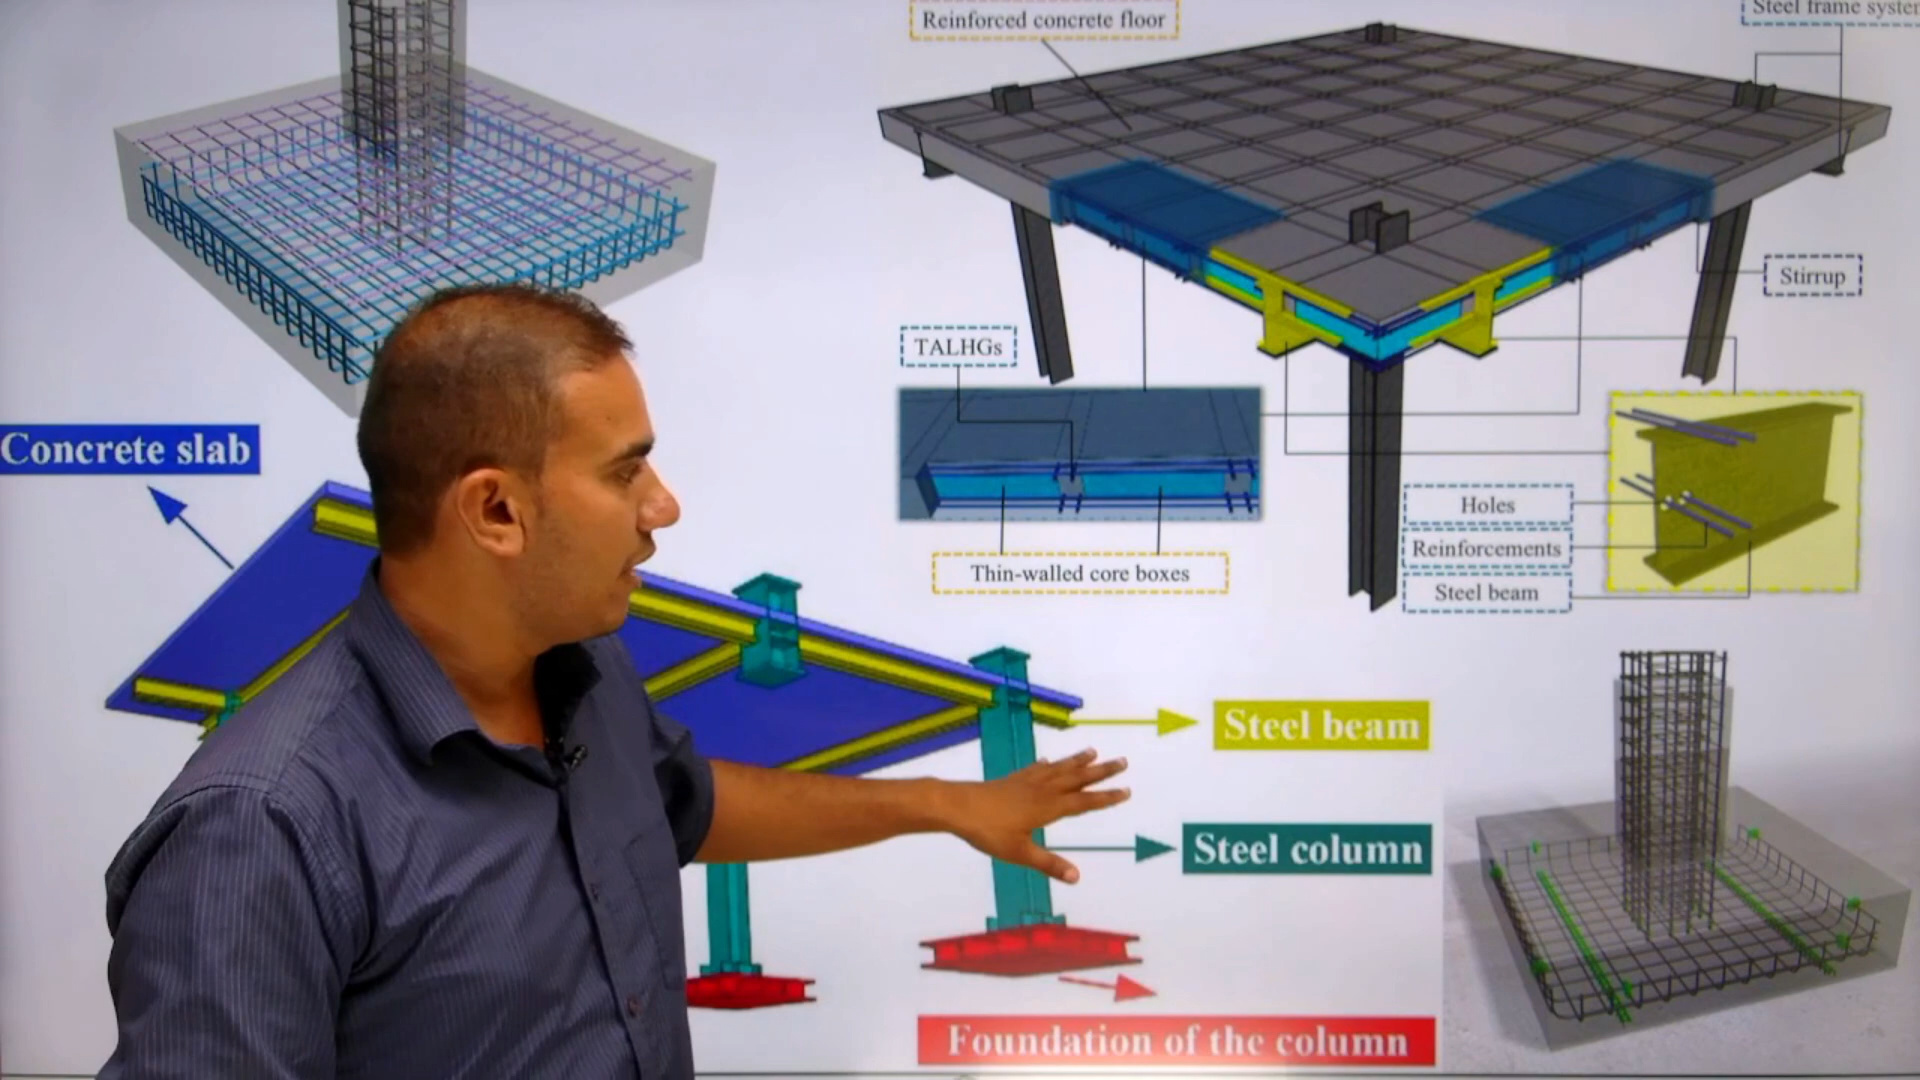 Reinforced concrete floor
Steel frame system
Stirrup
TALHGs
Concrete slab
Holes
Reinforcements
Steel beam
Thin-walled core boxes
Steel beam
Steel column
Foundation of the column